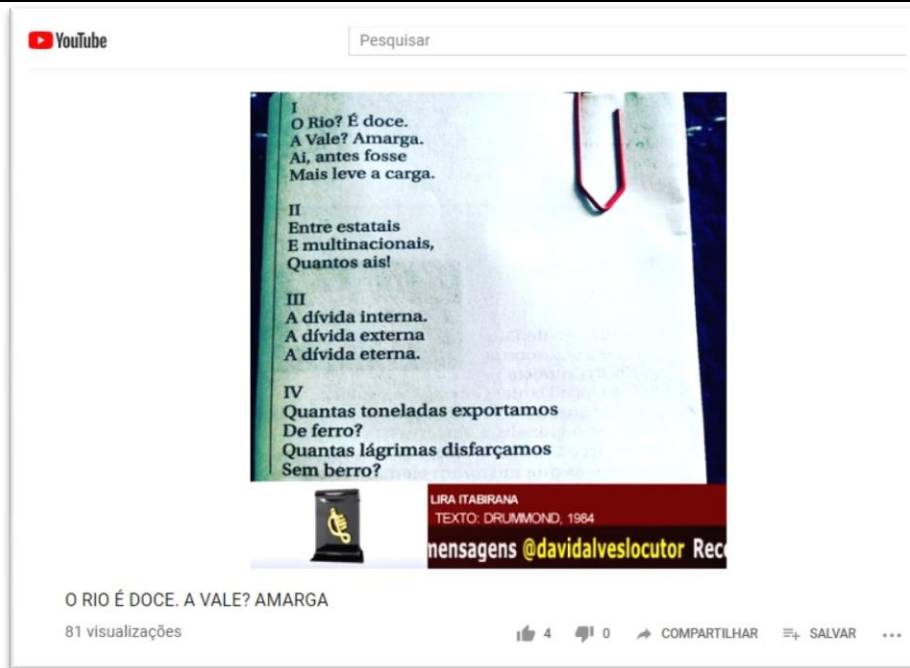 YouTube
Pesquisar
I
O Rio? É doce.
A Vale? Amarga.
Ai, antes fosse
Mais leve a carga.
II
Entre estatais
E multinacionais,
Quantos ais!
III
A dívida interna.
A dívida externa
A dívida eterna.
IV
Quantas toneladas exportamos
De ferro?
Quantas lágrimas disfarçamos
Sem berro?
LIRA ITABIRANA
TEXTO: DRUMMOND, 1984
mensagens @davidalveslocutor Rec
O RIO É DOCE. A VALE? AMARGA
81 visualizações
4 0 COMPARTILHAR SALVAR